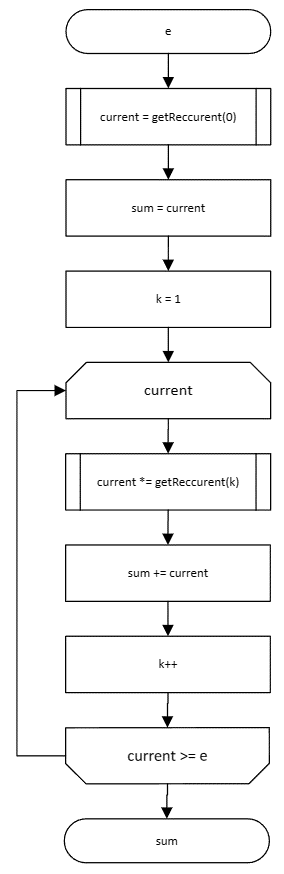 e
current = getReccurent(0)
sum = current
k = 1
current
current *= getReccurent(k)
sum += current
k++
current >= e
sum